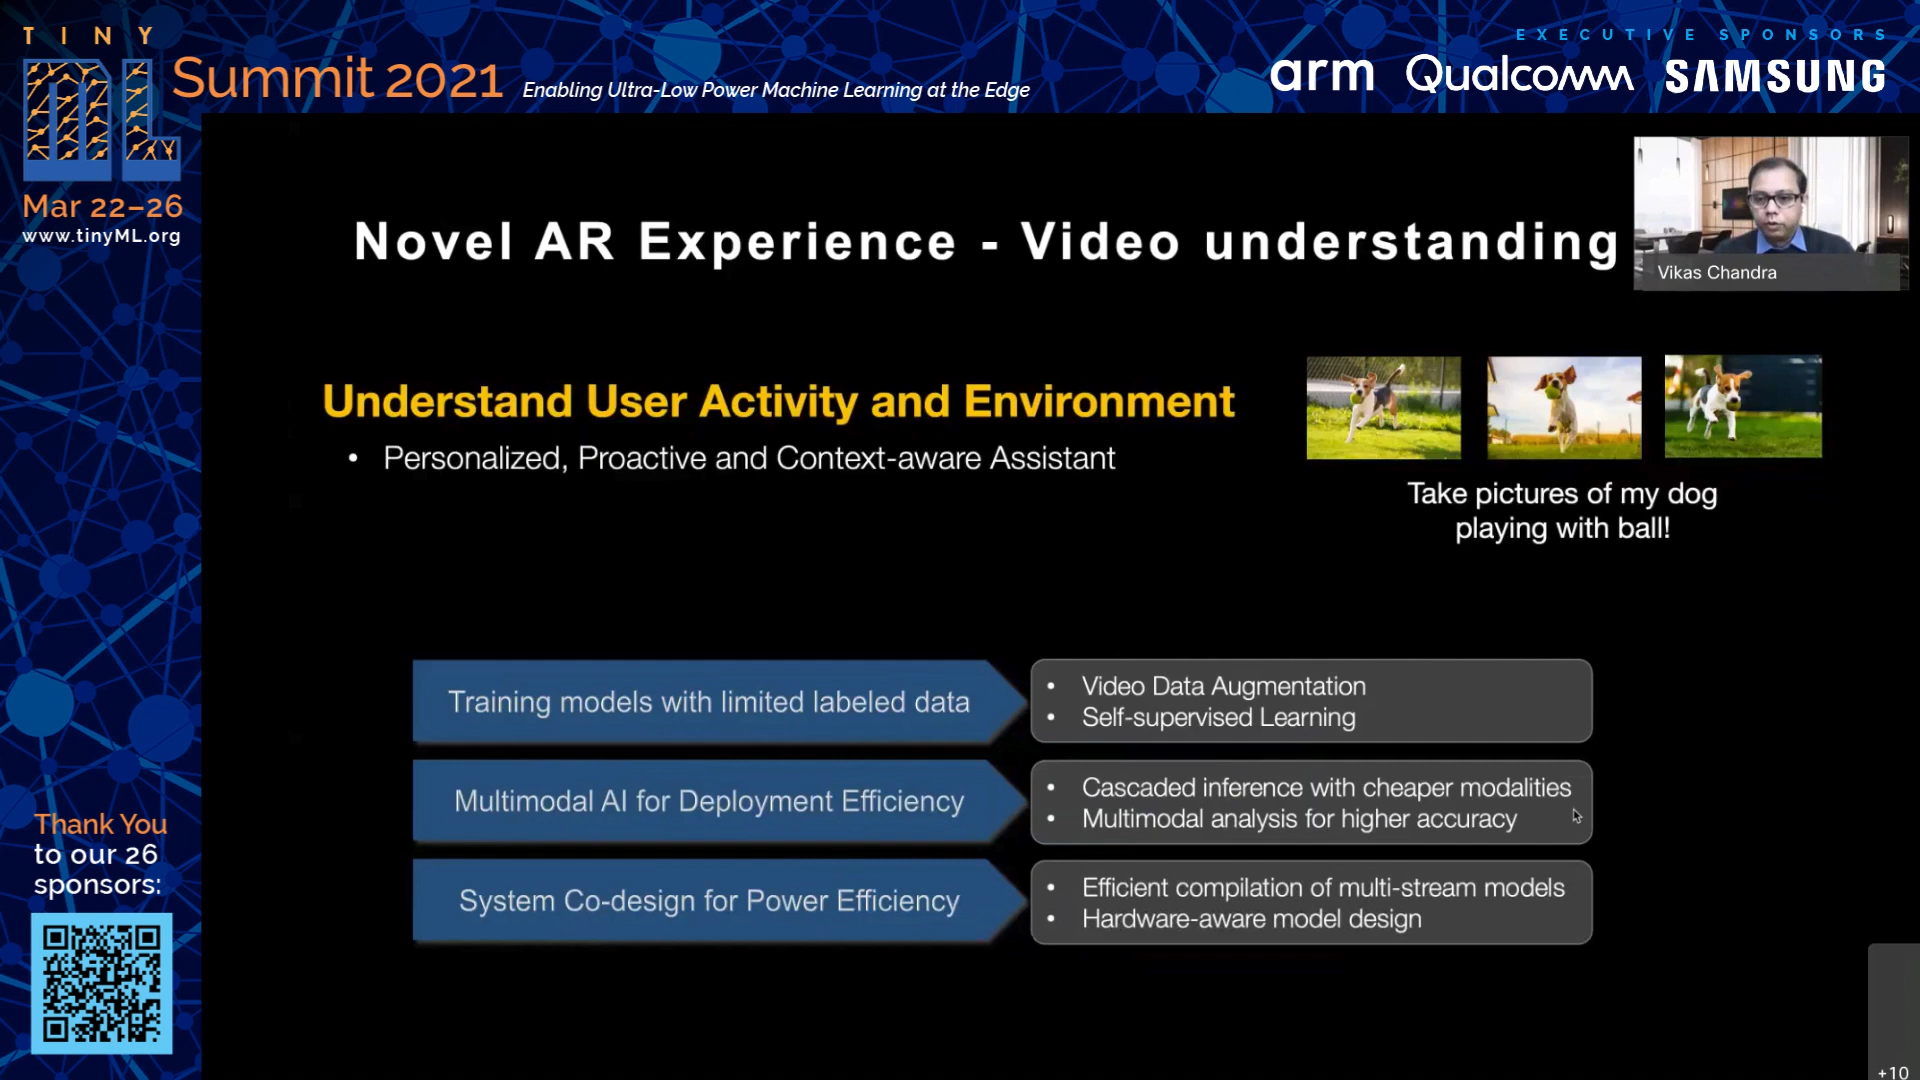 TINY
ML
Summit 2021
Enabling Ultra-Low Power Machine Learning at the Edge
EXECUTIVE SPONSORS
arm Qualcomm SAMSUNG
Mar 22–26
www.tinyML.org
Novel AR Experience - Video understanding
Vikas Chandra
Understand User Activity and Environment
• Personalized, Proactive and Context-aware Assistant
Take pictures of my dog
playing with ball!
Training models with limited labeled data
• Video Data Augmentation
• Self-supervised Learning
Multimodal AI for Deployment Efficiency
• Cascaded inference with cheaper modalities
• Multimodal analysis for higher accuracy
System Co-design for Power Efficiency
• Efficient compilation of multi-stream models
• Hardware-aware model design
Thank You
to our 26
sponsors:
+10